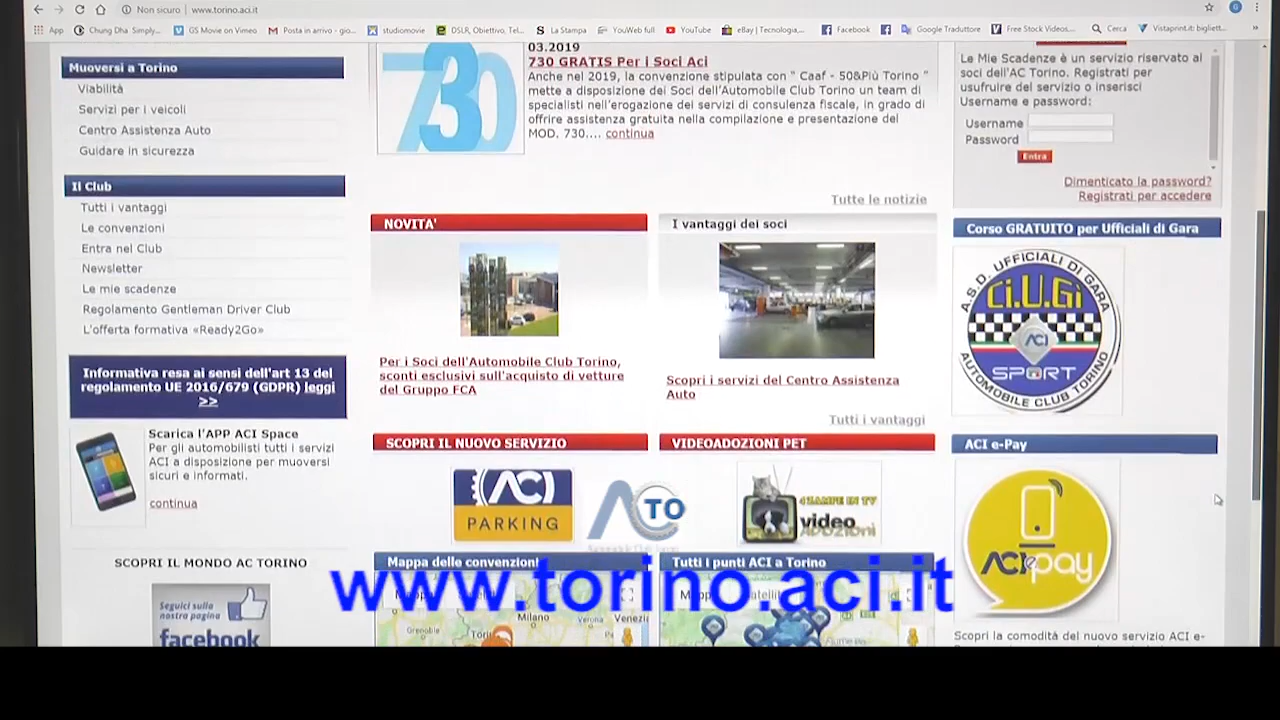 Non sicuro | www.torino.aci.it
App
Chung Dha Simply...
GS Movie on Vimeo
Posta in arrivo - gio...
studiomovie
DSLR, Obiettivo, Tel...
La Stampa
YouWeb full
YouTube
eBay | Tecnologia,...
Facebook
Google Traduttore
Free Stock Videos...
Cerca
Vistaprint.it: bigliett...
Muoversi a Torino
Viabilità
Servizi per i veicoli
Centro Assistenza Auto
Guidare in sicurezza
Il Club
Tutti i vantaggi
Le convenzioni
Entra nel Club
Newsletter
Le mie scadenze
Regolamento Gentleman Driver Club
L'offerta formativa «Ready2Go»
Informativa resa ai sensi dell'art 13 del
regolamento UE 2016/679 (GDPR) leggi
>>
Scarica l'APP ACI Space
Per gli automobilisti tutti i servizi
ACI a disposizione per muoversi
sicuri e informati.
continua
SCOPRI IL MONDO AC TORINO
Seguici sulla
nostra pagina
facebook
730
03.2019
730 GRATIS Per i Soci Aci
Anche nel 2019, la convenzione stipulata con " Caaf - 50&Più Torino "
mette a disposizione dei Soci dell'Automobile Club Torino un team di
specialisti nell'erogazione dei servizi di consulenza fiscale, in grado di
offrire assistenza gratuita nella compilazione e presentazione del
MOD. 730.... continua
Tutte le notizie
NOVITA'
Per i Soci dell'Automobile Club Torino,
sconti esclusivi sull'acquisto di vetture
del Gruppo FCA
I vantaggi dei soci
Scopri i servizi del Centro Assistenza
Auto
Tutti i vantaggi
SCOPRI IL NUOVO SERVIZIO
ACI
PARKING
VIDEOADOZIONI PET
4 ZAMPE IN TV
video
ADOZIONI
TO
Mappa delle convenzioni
Mappa
Grenoble
Milano
Verona
Venezia
Tutti i punti ACI a Torino
Mappa
www.torino.aci.it
Le Mie Scadenze è un servizio riservato ai
soci dell'AC Torino. Registrati per
usufruire del servizio o inserisci
Username e password:
Username
Password
Entra
Dimenticato la password?
Registrati per accedere
Corso GRATUITO per Ufficiali di Gara
A.S.D. UFFICIALI DI GARA
Ci.U.Gi
ACI
SPORT
AUTOMOBILE CLUB TORINO
ACI e-Pay
ACI e pay
Scopri la comodità del nuovo servizio ACI e-